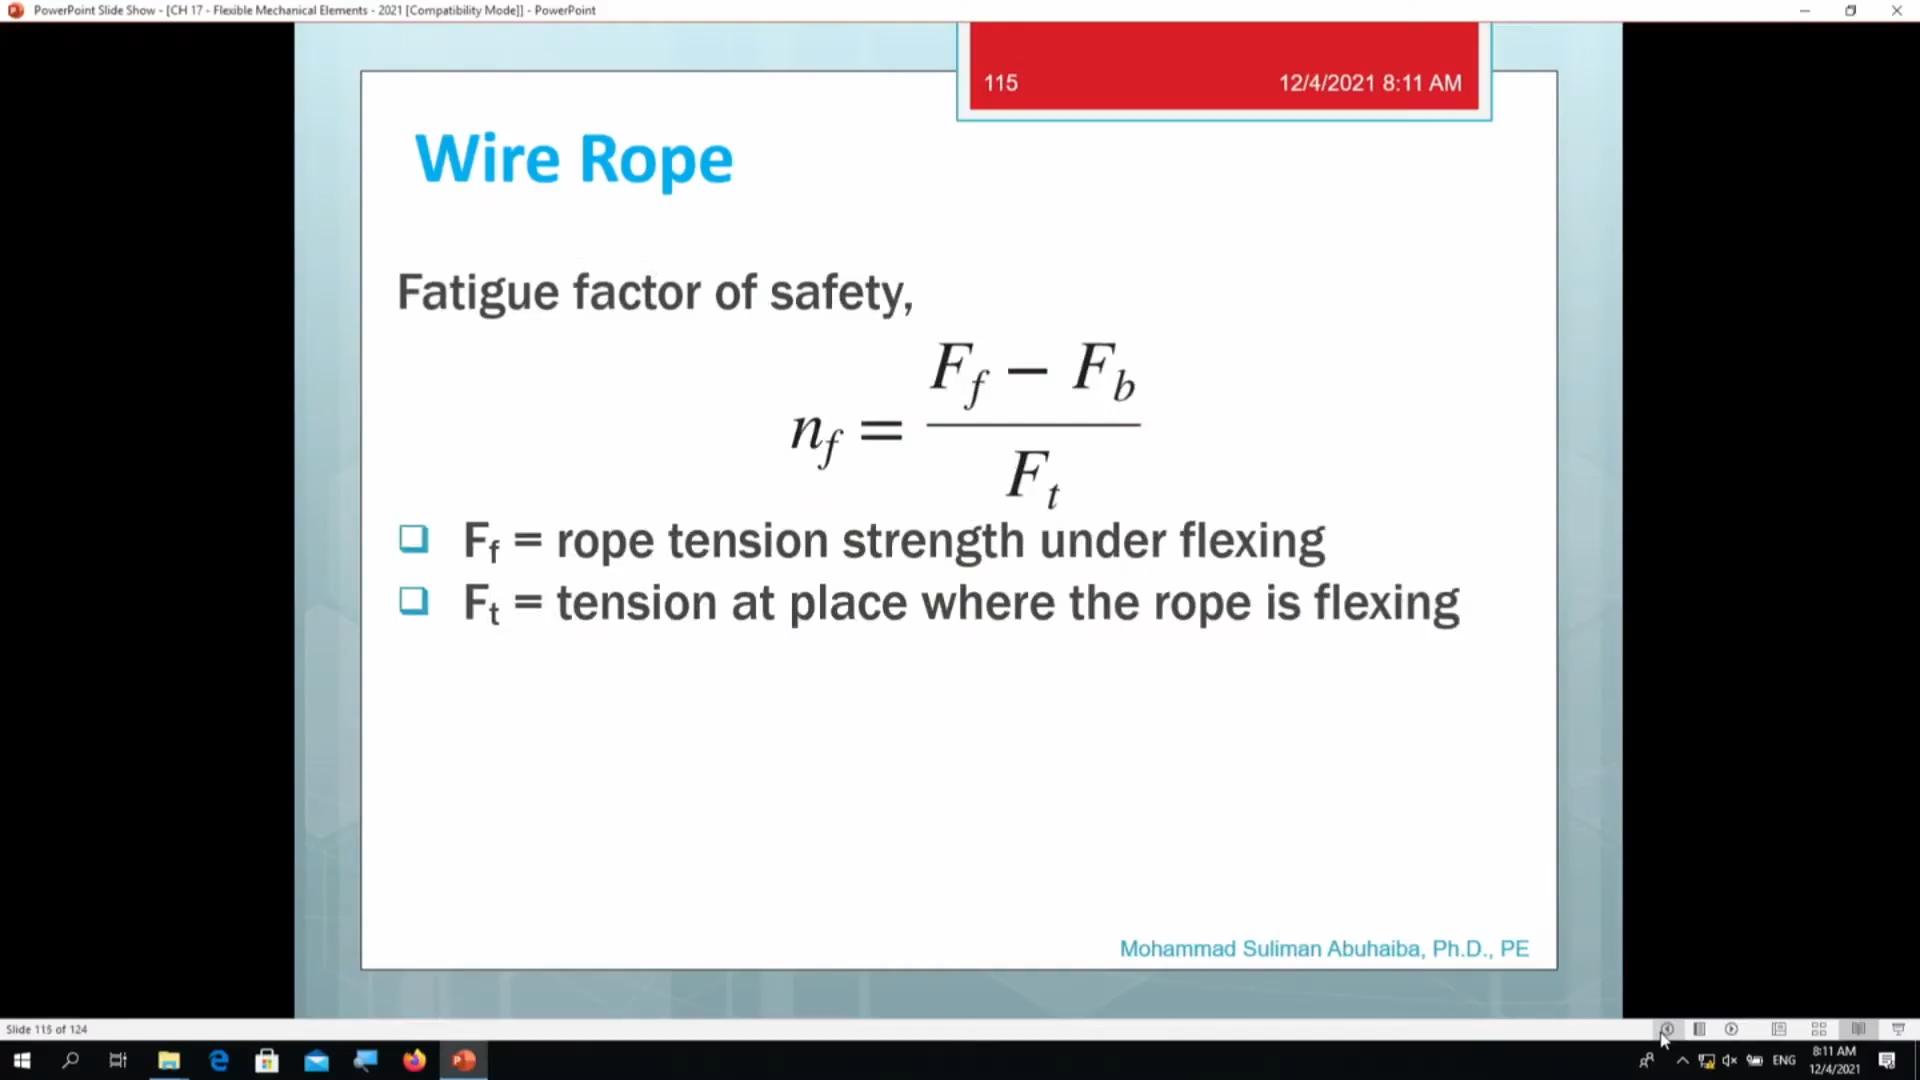 PowerPoint Slide Show - [CH 17 - Flexible Mechanical Elements - 2021 [Compatibility Mode]] - PowerPoint
115 12/4/2021 8:11 AM
Wire Rope
Fatigue factor of safety,
n_f = (F_f − F_b) / F_t
F_f = rope tension strength under flexing
F_t = tension at place where the rope is flexing
Mohammad Suliman Abuhaiba, Ph.D., PE
Slide 115 of 124
ENG
8:11 AM
12/4/2021